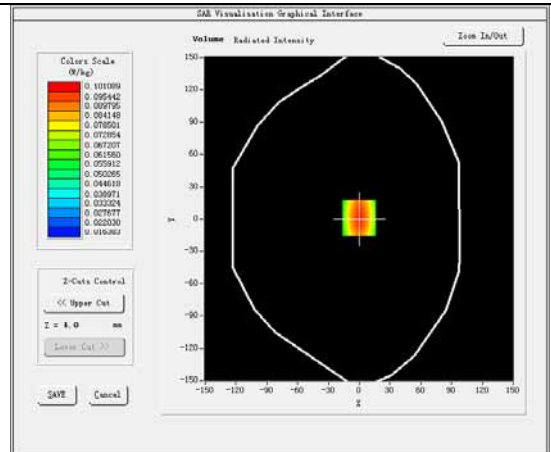 SAR Visualisation Graphical Interface
Volume Radiated Intensity
Zoom In/Out
Colors Scale
(W/kg)
0.101089
0.095442
0.089795
0.084148
0.078501
0.072854
0.067207
0.061560
0.055912
0.050265
0.044618
0.038971
0.033324
0.027677
0.022030
0.016383
150
120
90
60
30
0
-30
-60
-90
-120
-150
Y
-150 -120 -90 -60 -30 0 30 60 90 120 150
X
Z-Cuts Control
<< Upper Cut
Z = 4.0 mm
Lower Cut >>
SAVE Cancel